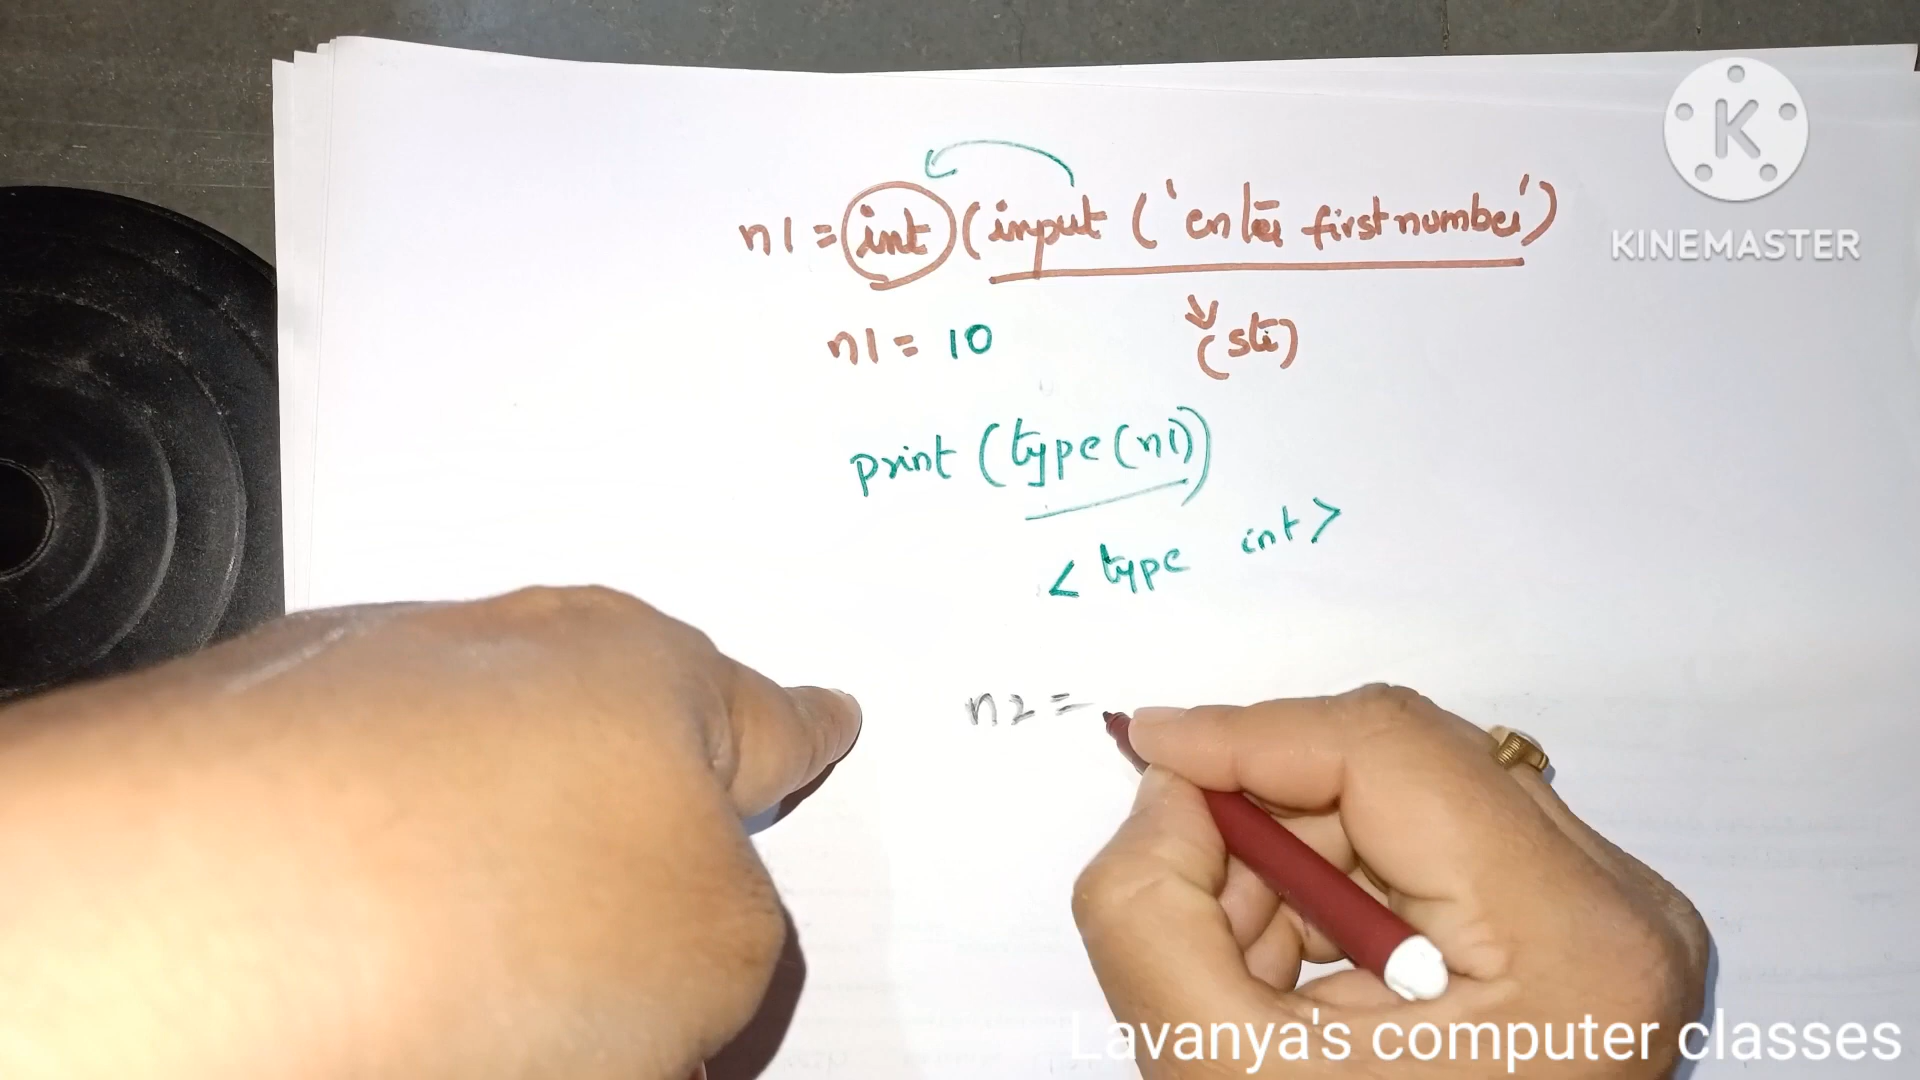 n1 = int (input ('enter first number')
(str)
n1 = 10
print (type(n1))
< type int >
n2 =
K
KINEMASTER
Lavanya's computer classes